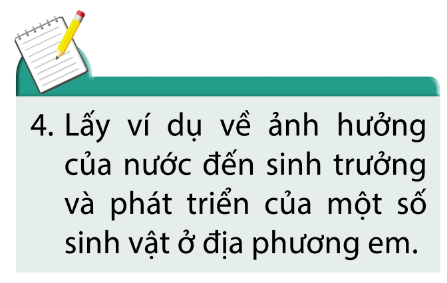 4. Lấy ví dụ về ảnh hưởng
của nước đến sinh trưởng
và phát triển của một số
sinh vật ở địa phương em.